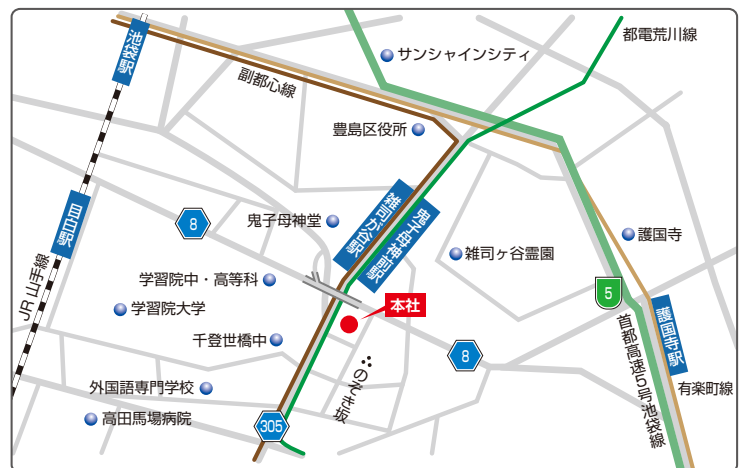 都電荒川線
サンシャインシティ
池袋駅
副都心線
豊島区役所
目白駅
8
鬼子母神堂
雑司が谷駅
鬼子母神前駅
護国寺
雑司ヶ谷霊園
JR山手線
学習院中・高等科
5
学習院大学
本社
護国寺駅
千登世橋中
8
首都高速5号池袋線
のぞき坂
外国語専門学校
有楽町線
高田馬場病院
305